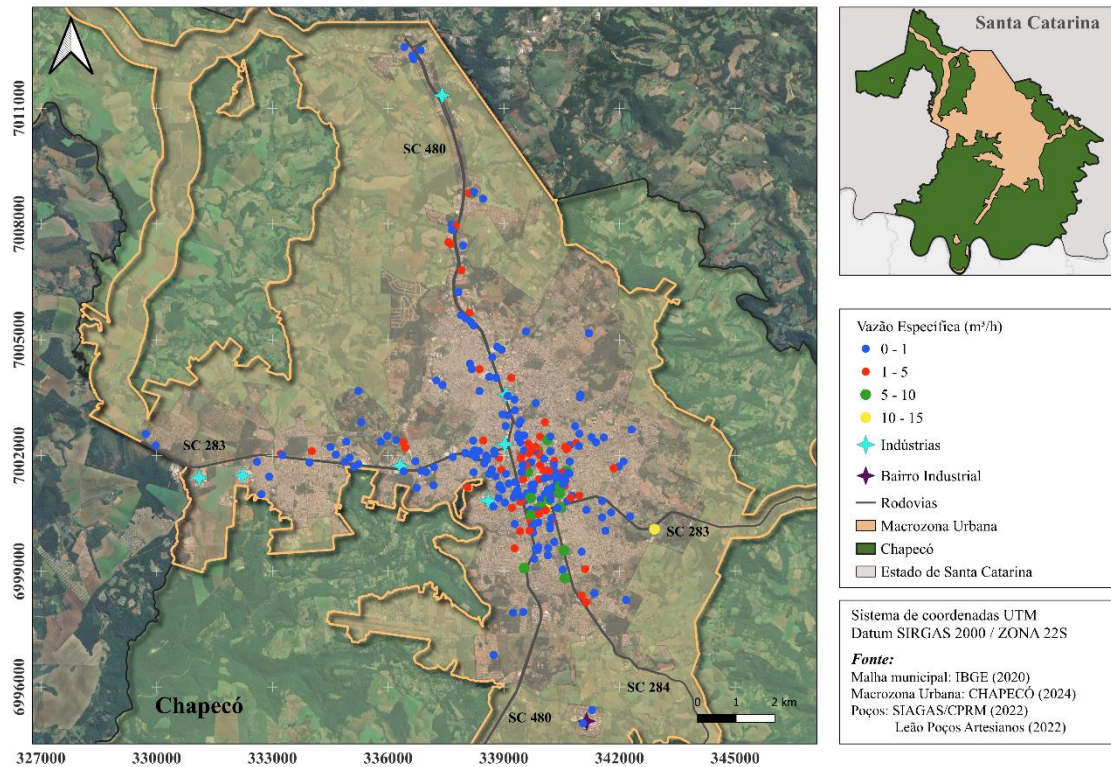 SC 480
SC 283
SC 283
SC 284
SC 480
Chapecó
0 1 2 km
7011000
7008000
7005000
7002000
6999000
6996000
327000 330000 333000 336000 339000 342000 345000
Santa Catarina
Vazão Específica (m³/h)
0 - 1
1 - 5
5 - 10
10 - 15
Indústrias
Bairro Industrial
Rodovias
Macrozona Urbana
Chapecó
Estado de Santa Catarina
Sistema de coordenadas UTM
Datum SIRGAS 2000 / ZONA 22S
Fonte:
Malha municipal: IBGE (2020)
Macrozona Urbana: CHAPECÓ (2024)
Poços: SIAGAS/CPRM (2022)
Leão Poços Artesianos (2022)